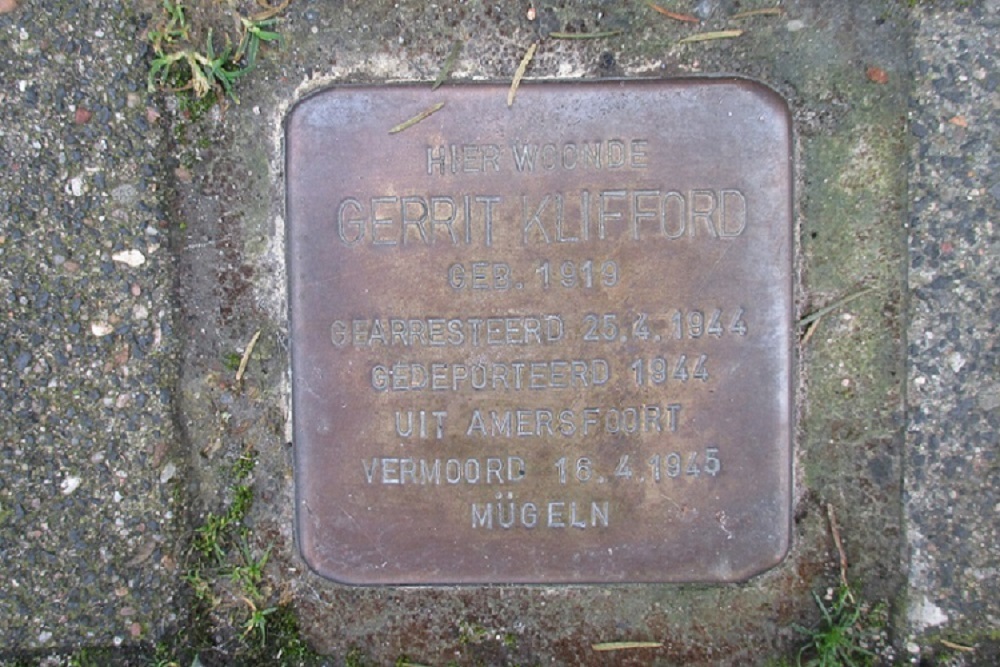 HIER WOONDE
GERRIT KLIFFORD
GEB. 1919
GEARRESTEERD 25.4.1944
GEDEPORTEERD 1944
UIT AMERSFOORT
VERMOORD 16.4.1945
MÜGELN